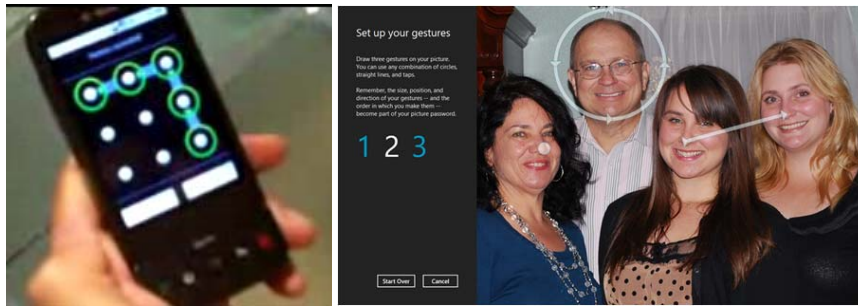 Set up your gestures
Draw three gestures on your picture.
You can use any combination of circles,
straight lines, and taps.
Remember, the size, position, and
direction of your gestures -- and the
order in which you make them --
become part of your picture password.
1 2 3
Start Over Cancel